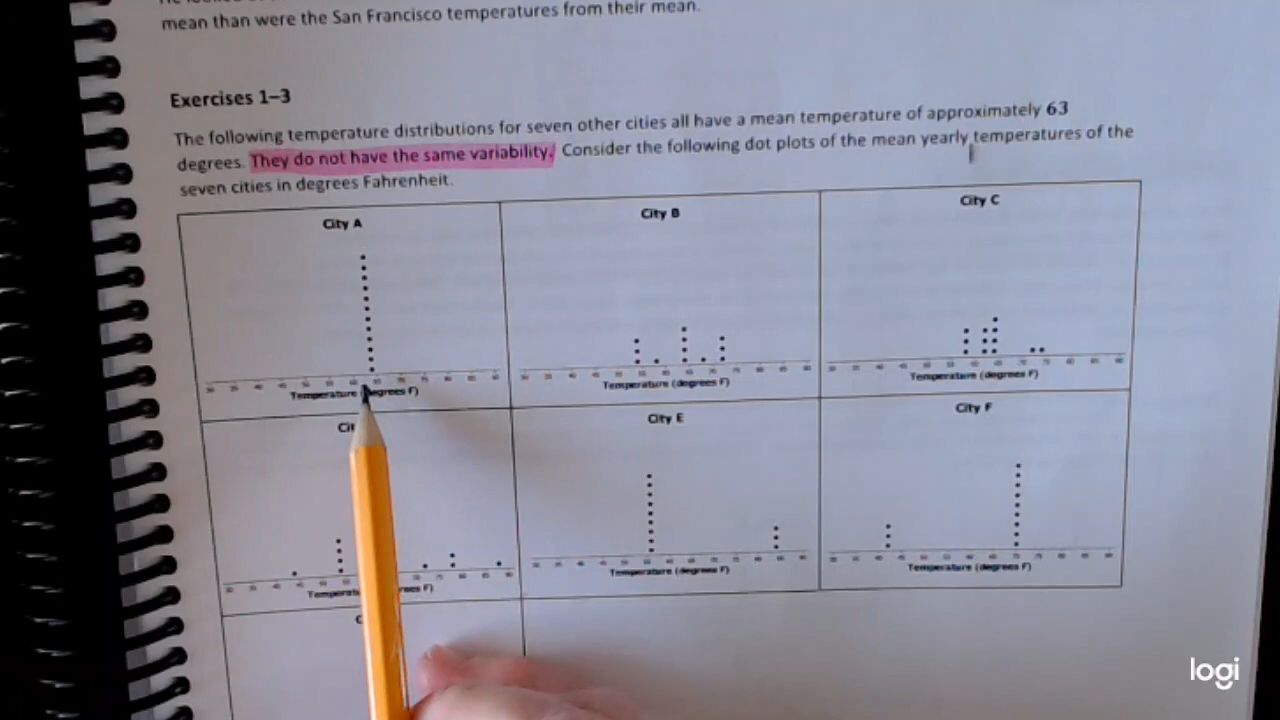 mean than were the San Francisco temperatures from their mean.
Exercises 1–3
The following temperature distributions for seven other cities all have a mean temperature of approximately 63
degrees. They do not have the same variability. Consider the following dot plots of the mean yearly temperatures of the
seven cities in degrees Fahrenheit.
City A
City B
City C
Temperature (degrees F)
Temperature (degrees F)
Temperature (degrees F)
City E
City F
Temperature (degrees F)
Temperature (degrees F)
logi